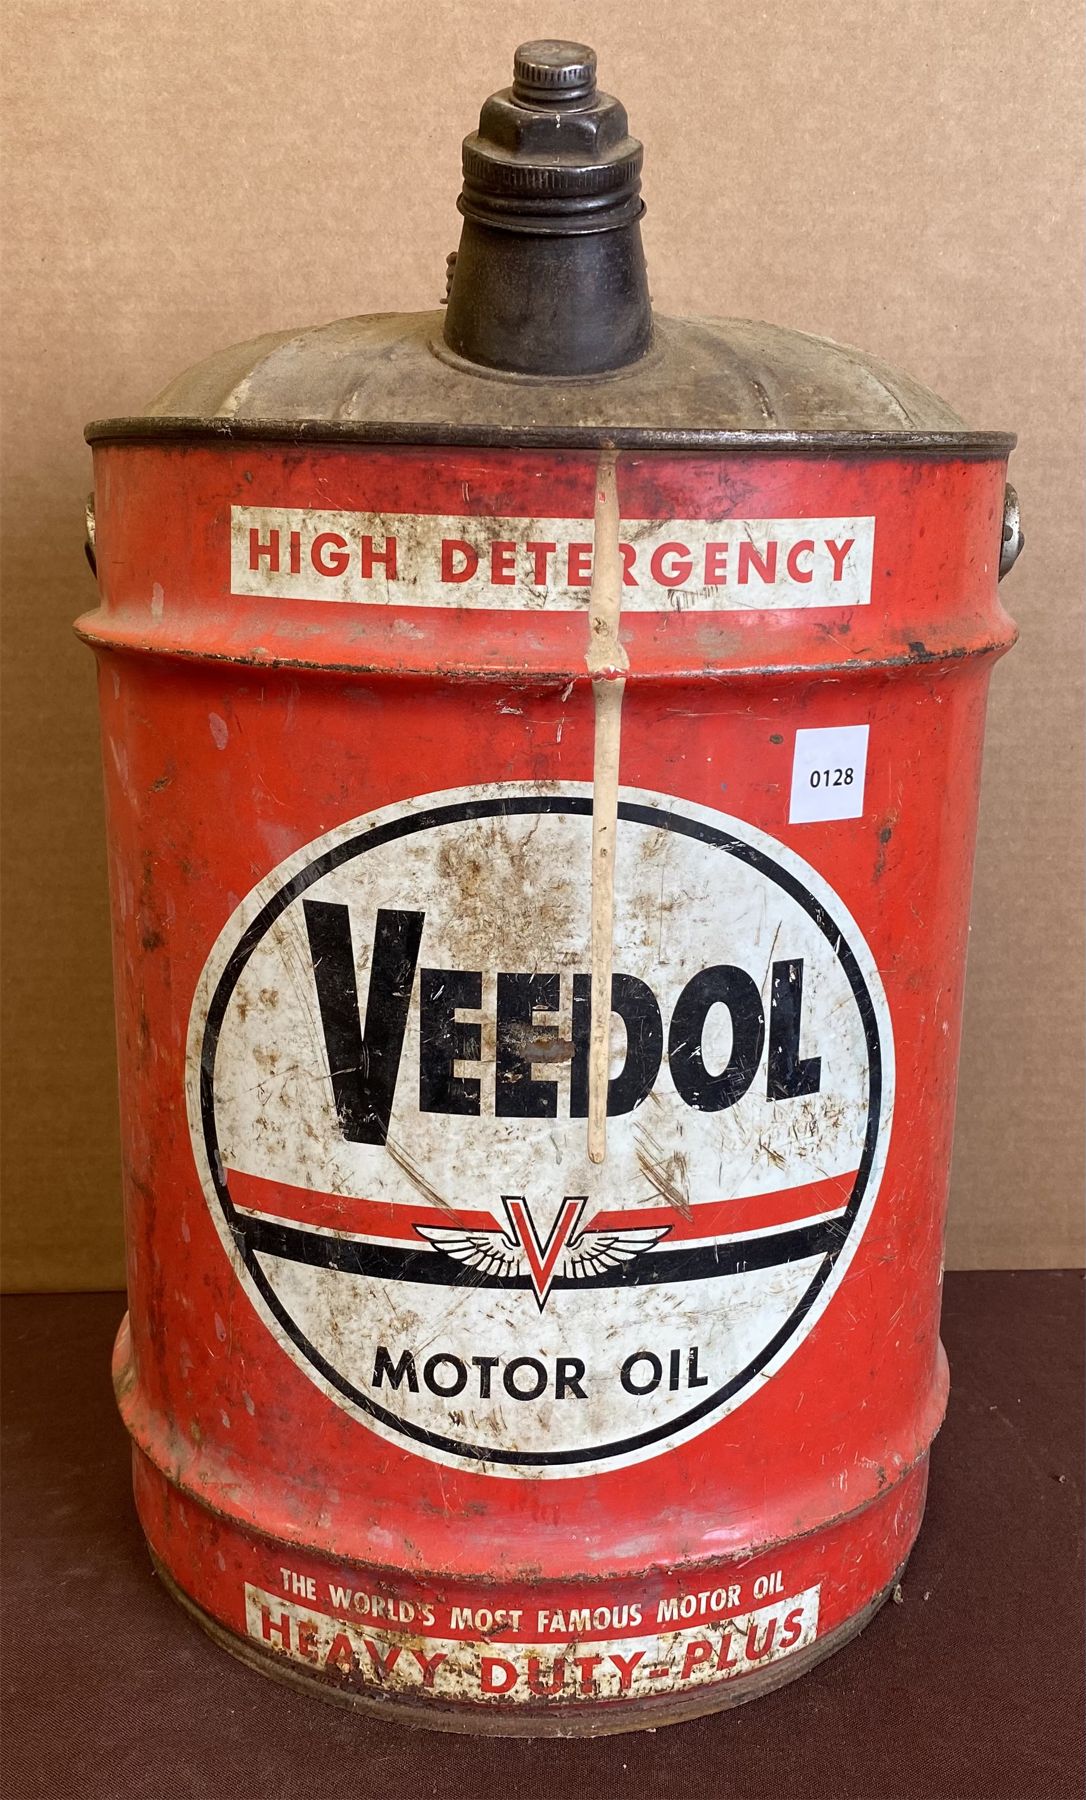 HIGH DETERGENCY
0128
VEEDOL
V
MOTOR OIL
THE WORLD'S MOST FAMOUS MOTOR OIL
HEAVY DUTY-PLUS